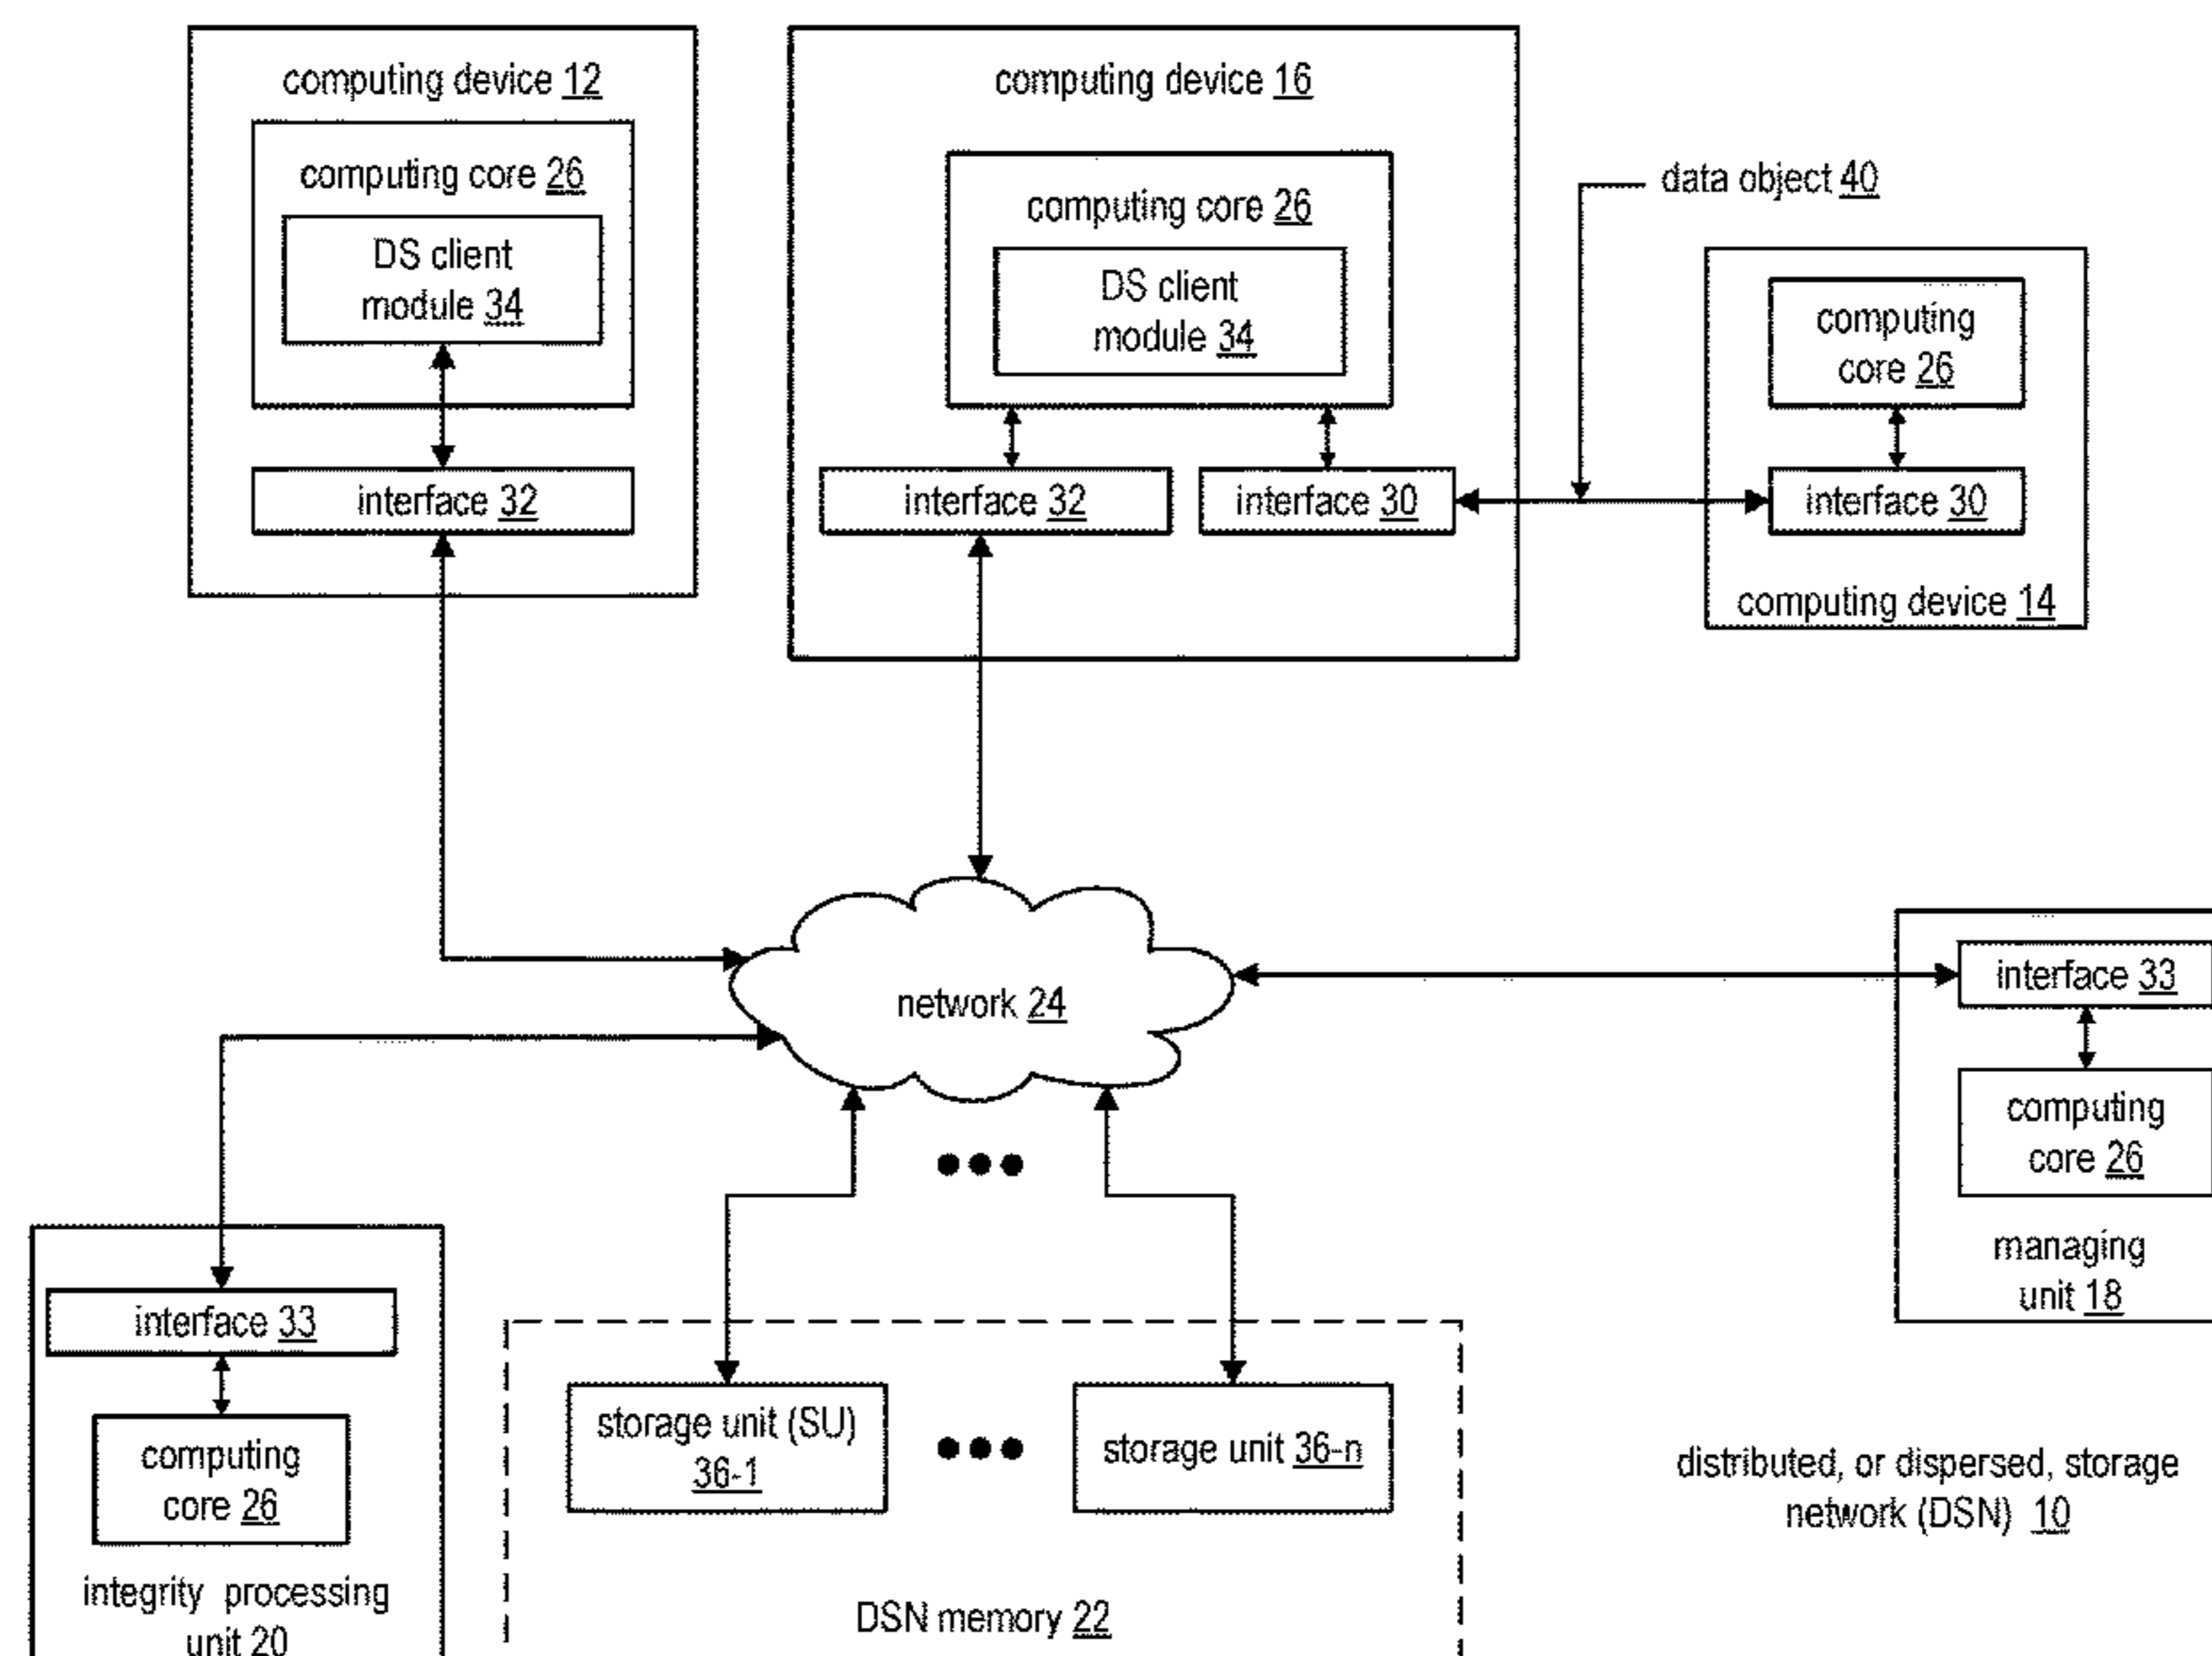 computing device 12
computing core 26
DS client
module 34
interface 32
computing device 16
computing core 26
DS client
module 34
interface 32
interface 30
data object 40
computing
core 26
interface 30
computing device 14
network 24
interface 33
computing
core 26
managing
unit 18
interface 33
computing
core 26
integrity processing
unit 20
storage unit (SU)
36-1
storage unit 36-n
DSN memory 22
distributed, or dispersed, storage
network (DSN) 10